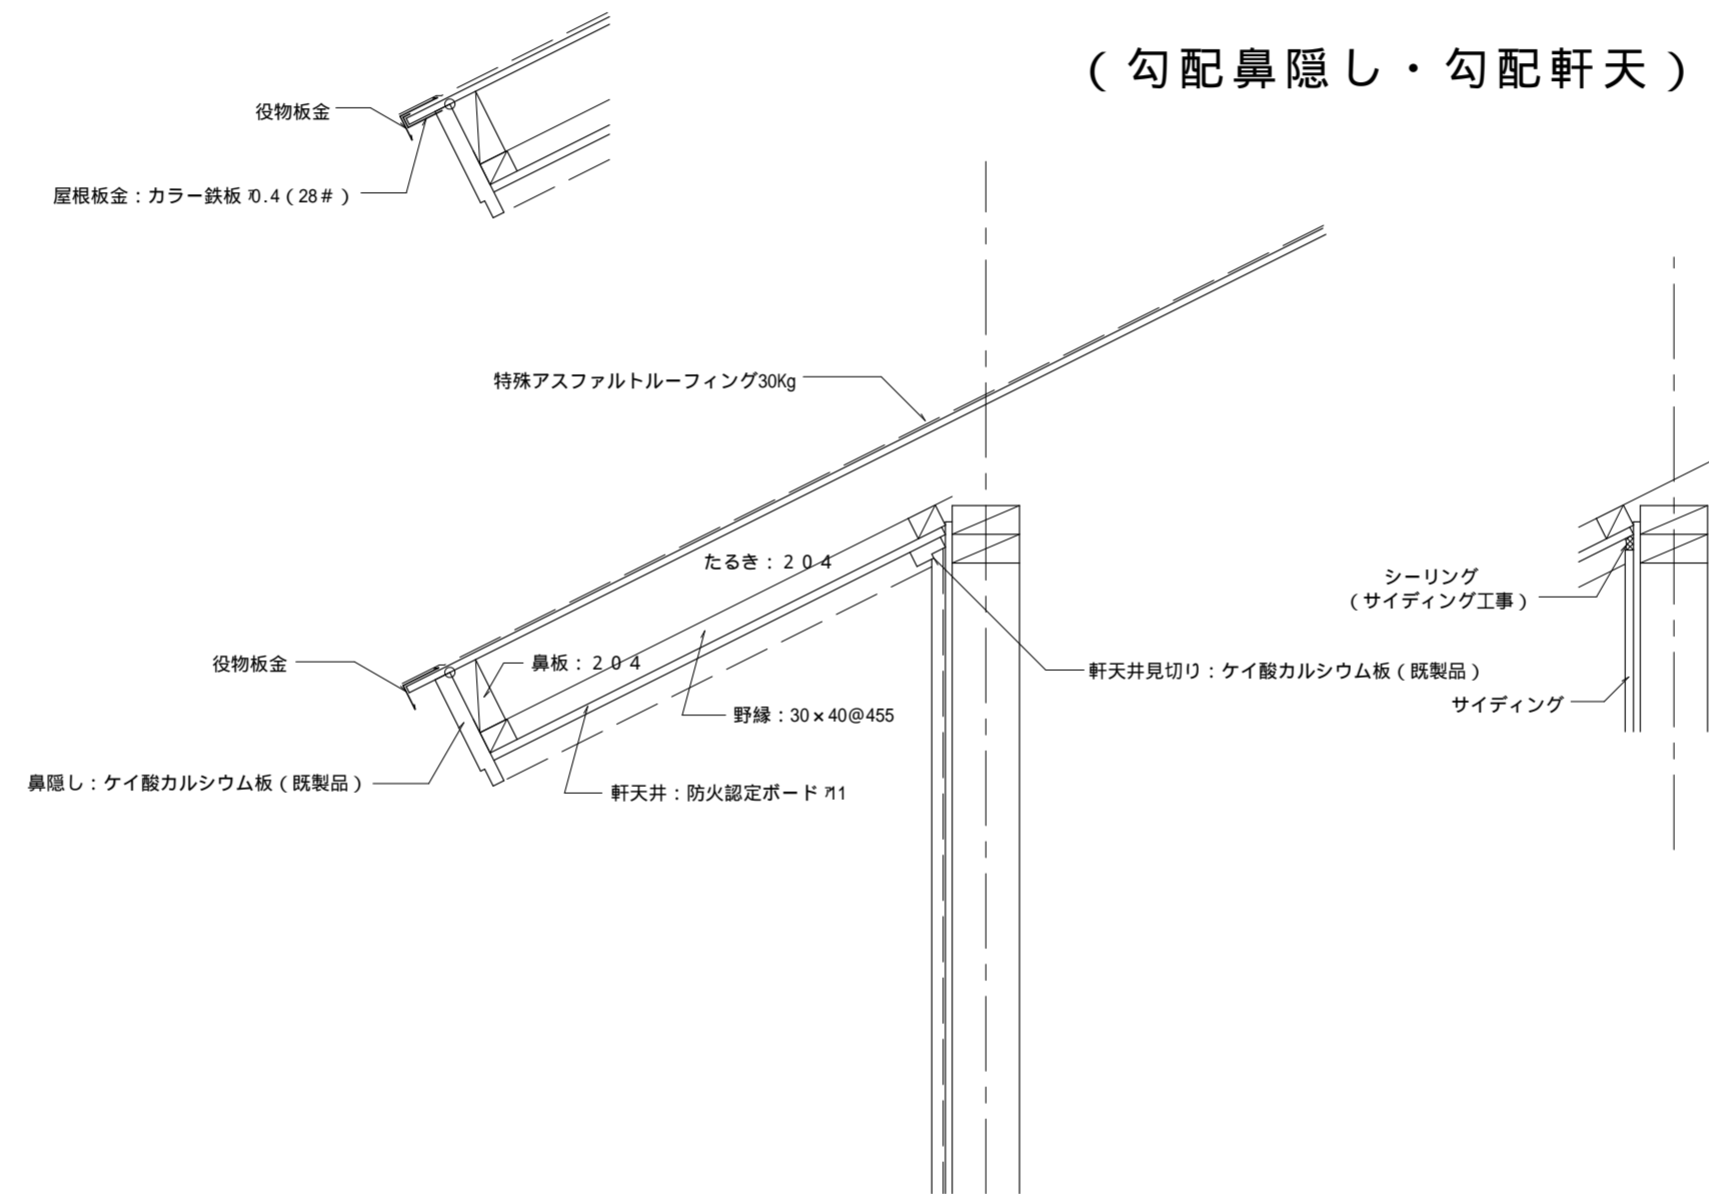 (勾配鼻隠し・勾配軒天)
役物板金
屋根板金:カラー鉄板 ｱ0.4(28#)
特殊アスファルトルーフィング30Kg
たるき:204
シーリング
(サイディング工事)
役物板金
鼻板:204
軒天井見切り:ケイ酸カルシウム板(既製品)
サイディング
野縁:30×40@455
鼻隠し:ケイ酸カルシウム板(既製品)
軒天井:防火認定ボード ｱ11